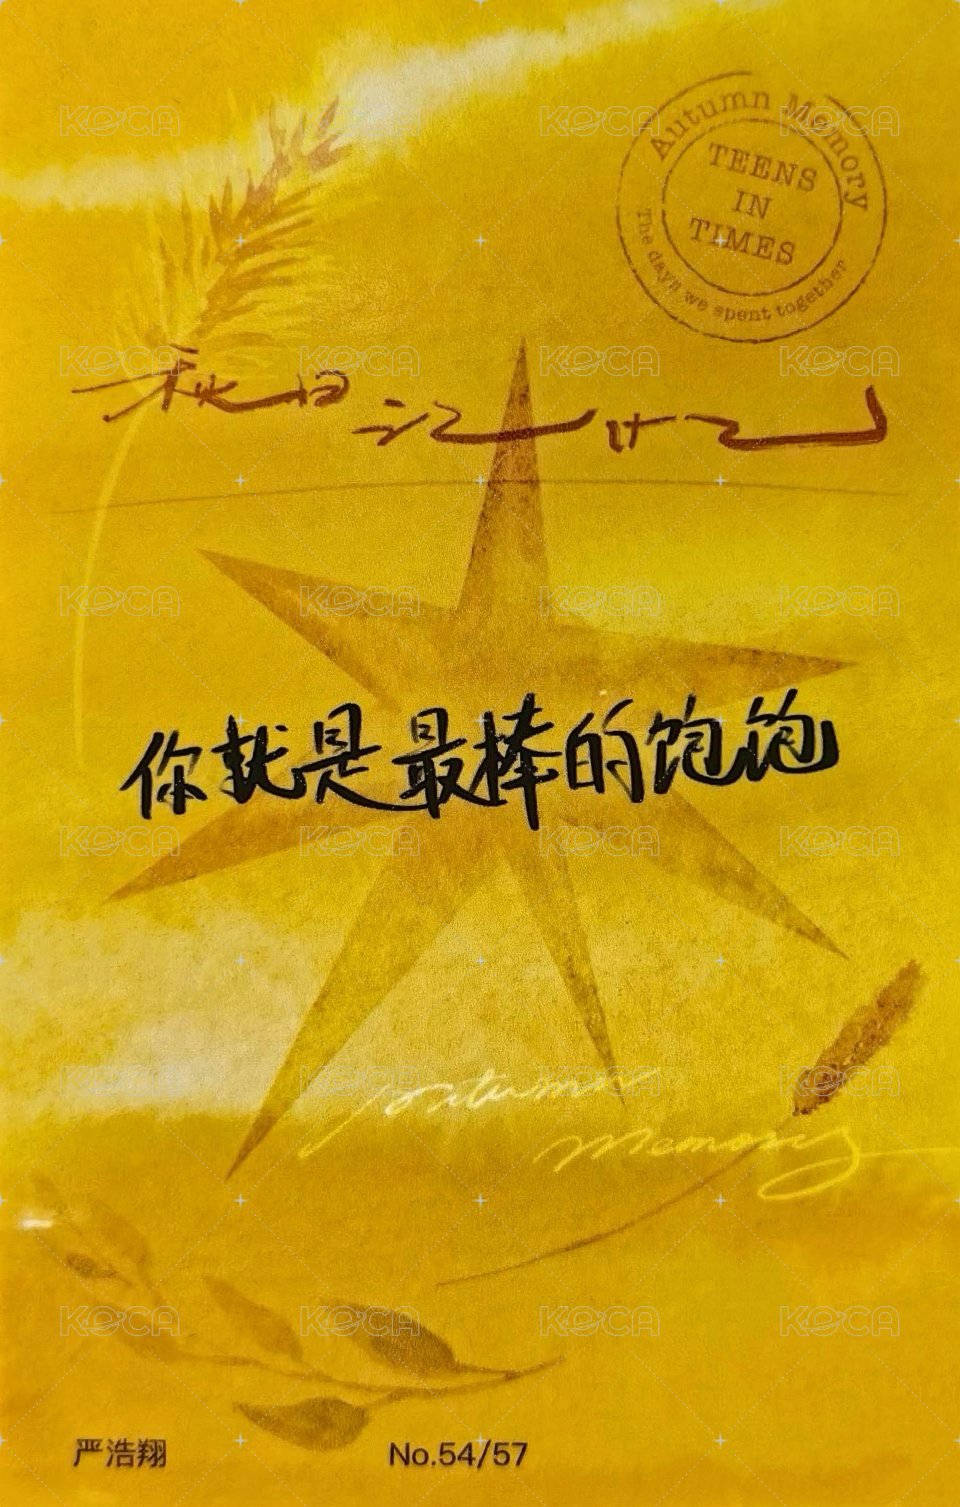 Autumn Memory
TEENS
IN
TIMES
The days we spent together
秋日记忆
你就是最棒的饱饱
Autumn
Memory
严浩翔 No.54/57
KOCA